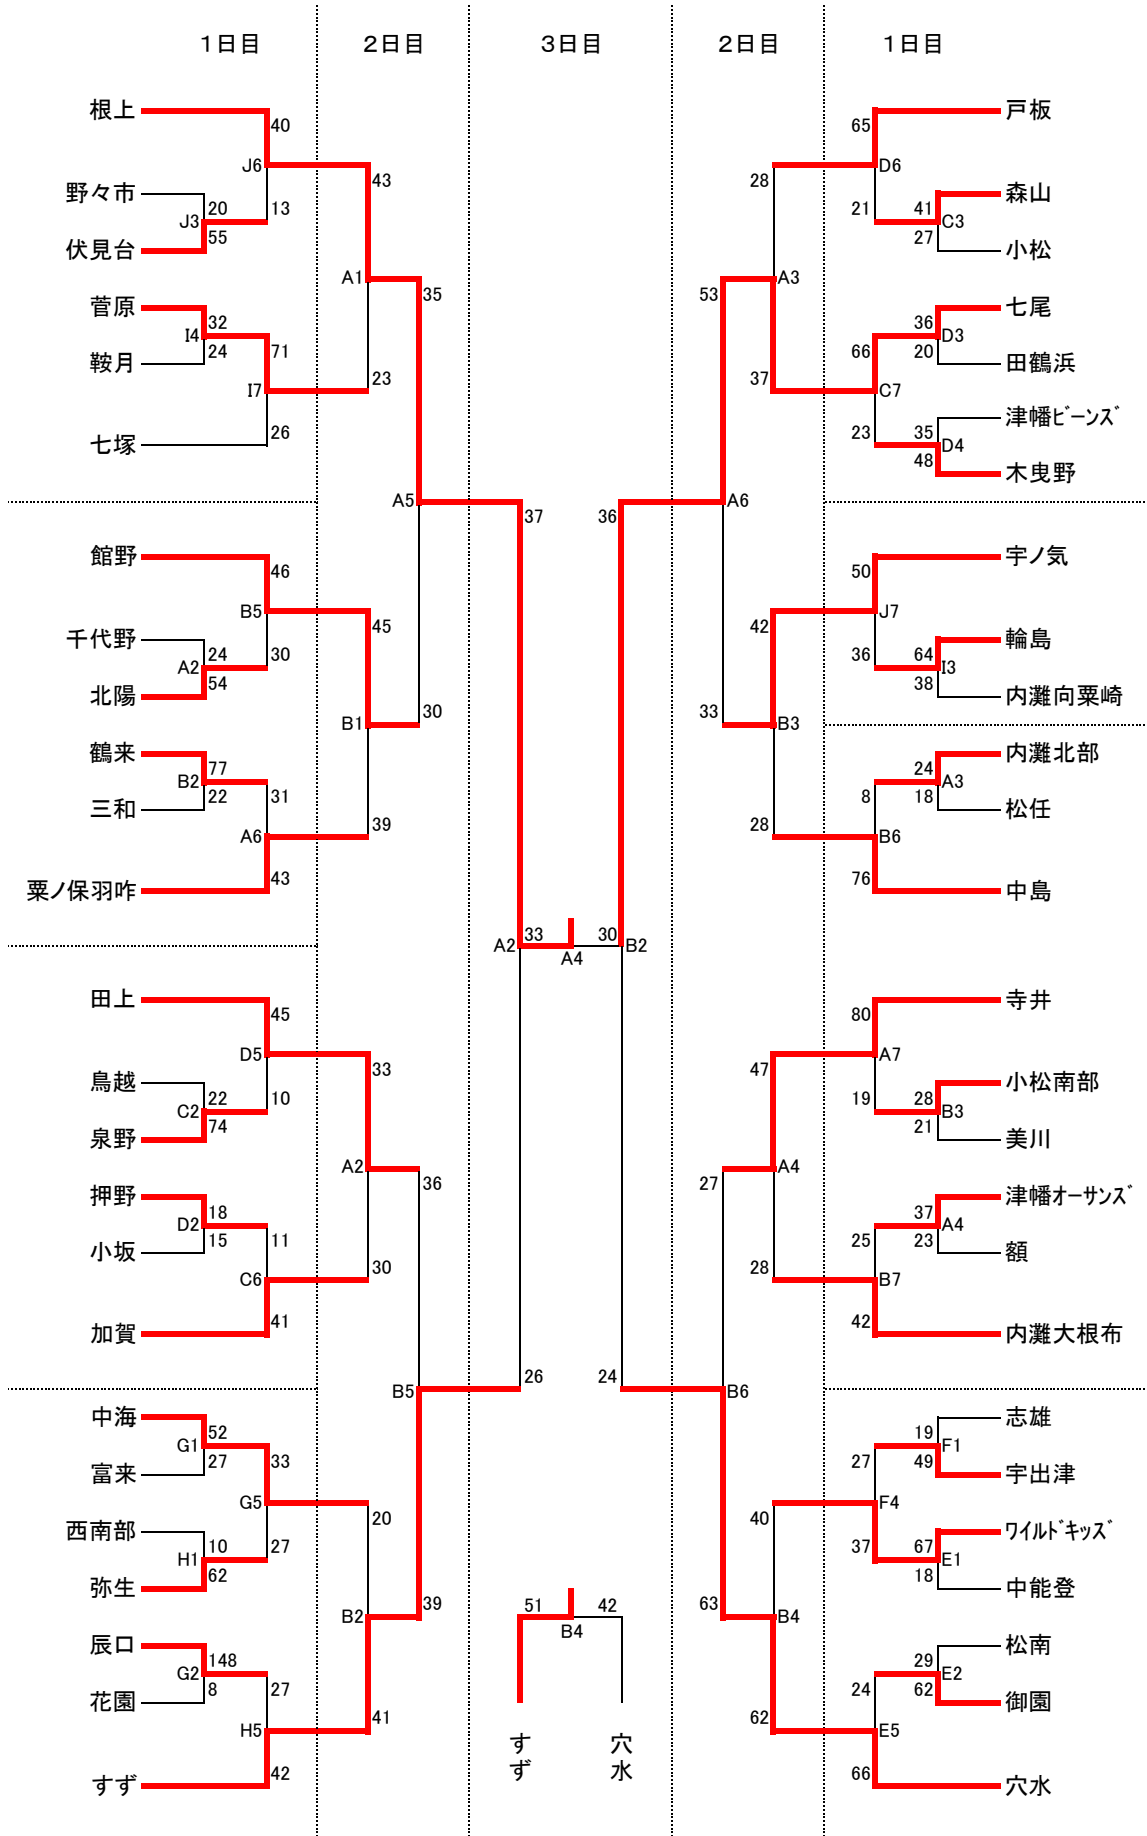 1日目 2日目 3日目 2日目 1日目
根上 40 65 戸板
J6 43 28 D6
野々市 20 13 21 41 森山
J3 C3
伏見台 55 27 小松
A1 35 53 A3
菅原 32 36 七尾
I4 D3
鞍月 24 71 66 20 田鶴浜
I7 23 37 C7
七塚 26 23 35 津幡ビーンズ
D4
48 木曳野
A5 37 36 A6
館野 46 50 宇ノ気
B5 45 42 J7
千代野 24 30 36 64 輪島
A2 I3
北陽 54 38 内灘向粟崎
B1 30 33 B3
鶴来 77 24 内灘北部
B2 A3
三和 22 31 8 18 松任
A6 39 28 B6
粟ノ保羽咋 43 76 中島
A2 33 A4 30 B2
田上 45 80 寺井
D5 33 47 A7
鳥越 22 10 19 28 小松南部
C2 B3
泉野 74 21 美川
A2 36 27 A4
押野 18 37 津幡オーサンズ
D2 A4
小坂 15 11 25 23 額
C6 30 28 B7
加賀 41 42 内灘大根布
B5 26 24 B6
中海 52 19 志雄
G1 F1
富来 27 33 27 49 宇出津
G5 20 40 F4
西南部 10 27 37 67 ワイルドキッズ
H1 E1
弥生 62 18 中能登
B2 39 51 B4 42 63 B4
辰口 148 29 松南
G2 E2
花園 8 27 24 62 御園
H5 41 62 E5
すず 42 66 穴水
すず 穴水